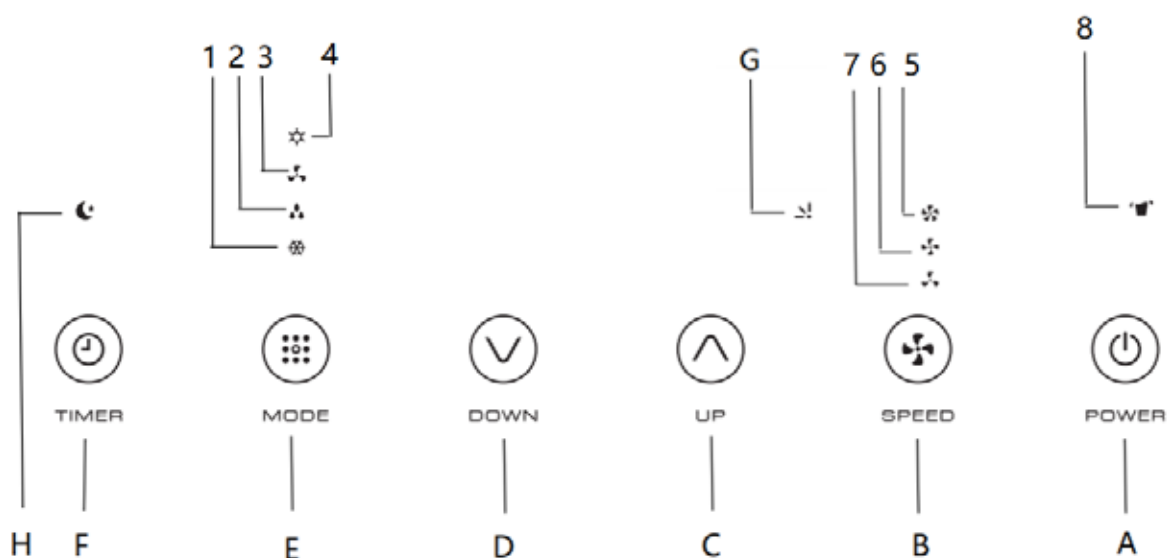 8
1 2 3 4
G
7 6 5
TIMER MODE DOWN UP SPEED POWER
H F E D C B A